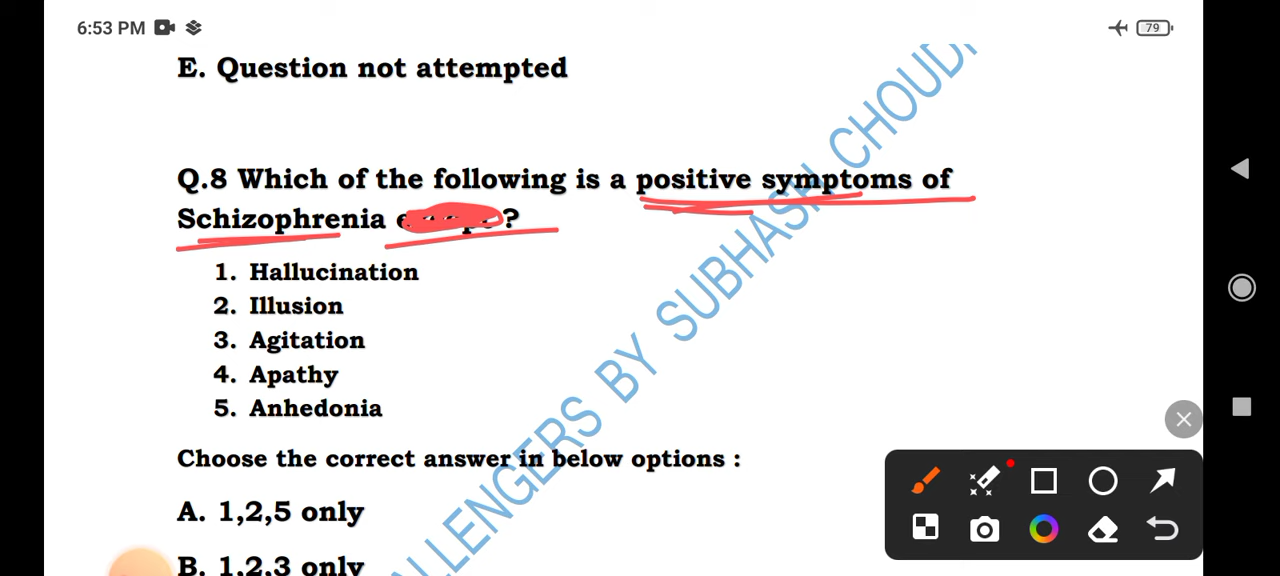 6:53 PM
79
E. Question not attempted
Q.8 Which of the following is a positive symptoms of
Schizophrenia ?
1. Hallucination
2. Illusion
3. Agitation
4. Apathy
5. Anhedonia
Choose the correct answer in below options :
A. 1,2,5 only
B. 1,2,3 only
BY SUBHASH